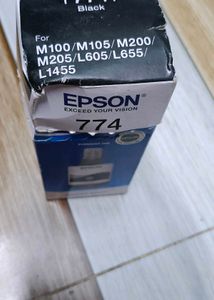 Black
For
M100/M105/M200/
M205/L605/L655/
L1455
EPSON®
EXCEED YOUR VISION
774